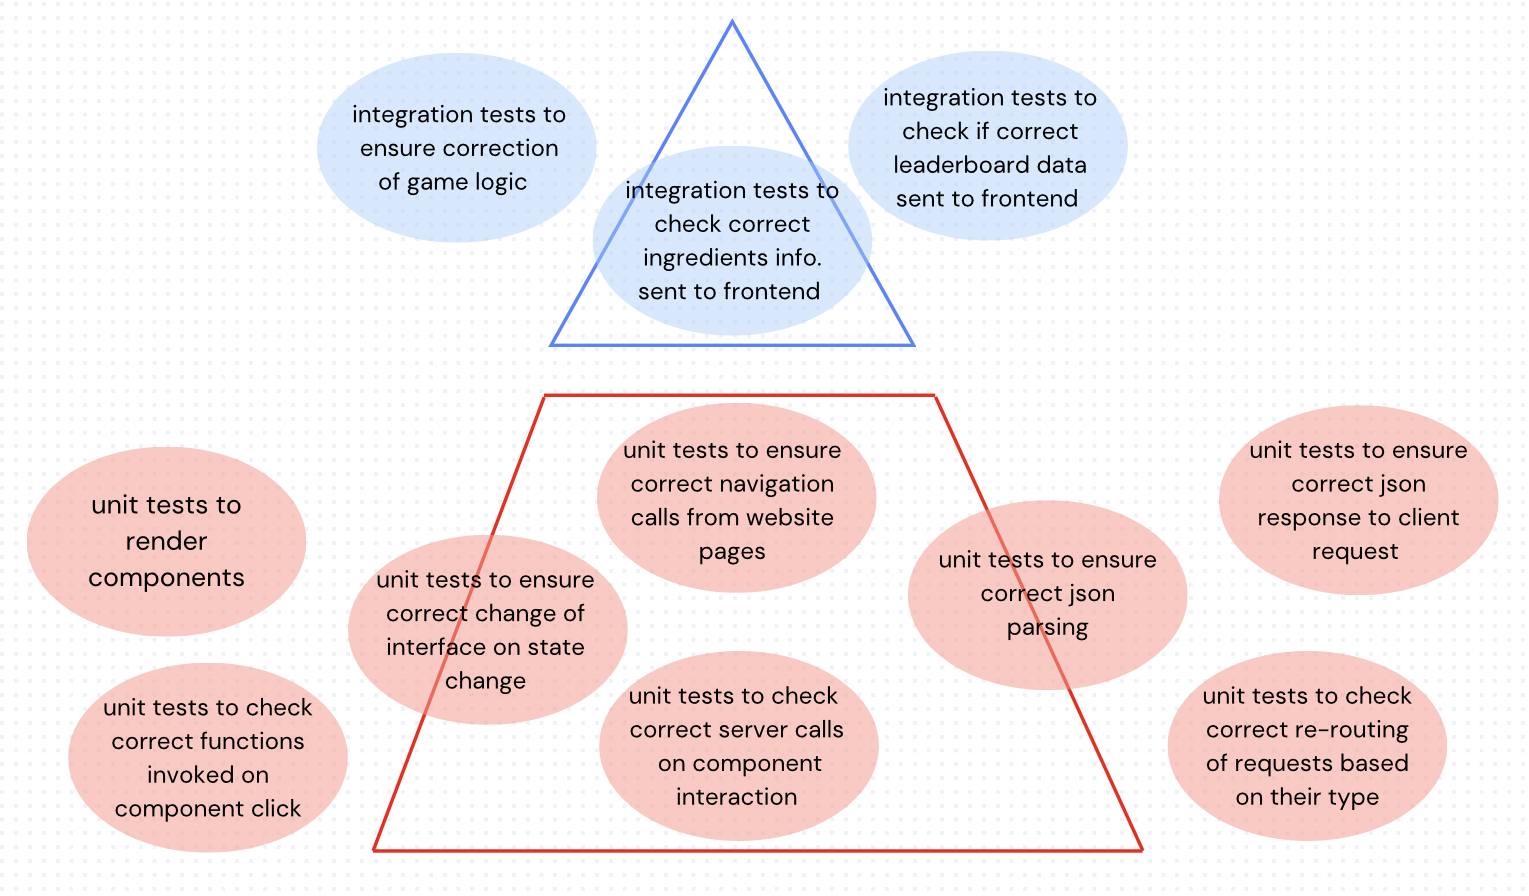 integration tests to
ensure correction
of game logic
integration tests to
check correct
ingredients info.
sent to frontend
integration tests to
check if correct
leaderboard data
sent to frontend
unit tests to
render
components
unit tests to ensure
correct change of
interface on state
change
unit tests to ensure
correct navigation
calls from website
pages
unit tests to ensure
correct json
parsing
unit tests to ensure
correct json
response to client
request
unit tests to check
correct functions
invoked on
component click
unit tests to check
correct server calls
on component
interaction
unit tests to check
correct re-routing
of requests based
on their type